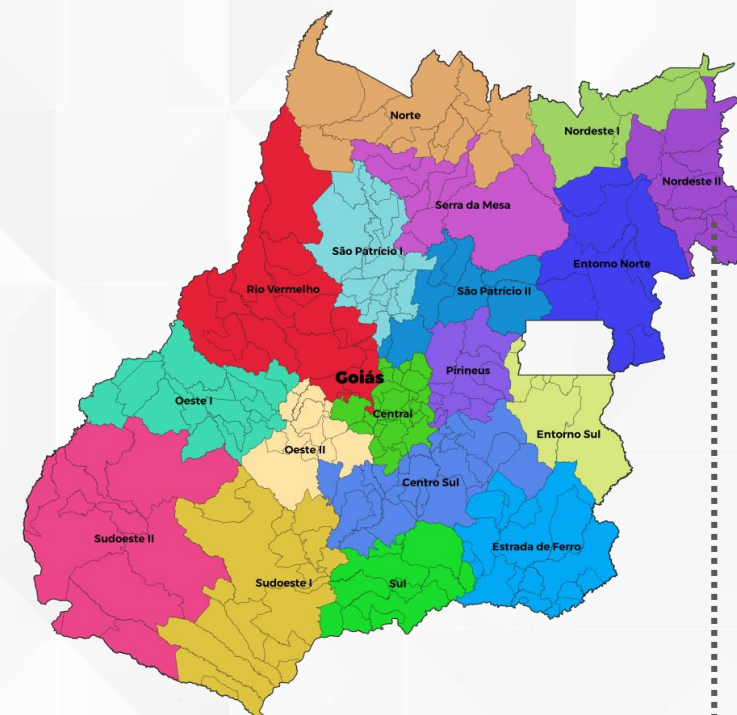 Norte
Nordeste I
Nordeste II
Serra da Mesa
São Patrício I
Entorno Norte
Rio Vermelho
São Patrício II
Pirineus
Goiás
Oeste I
Central
Entorno Sul
Oeste II
Centro Sul
Sudoeste II
Estrada de Ferro
Sudoeste I
Sul